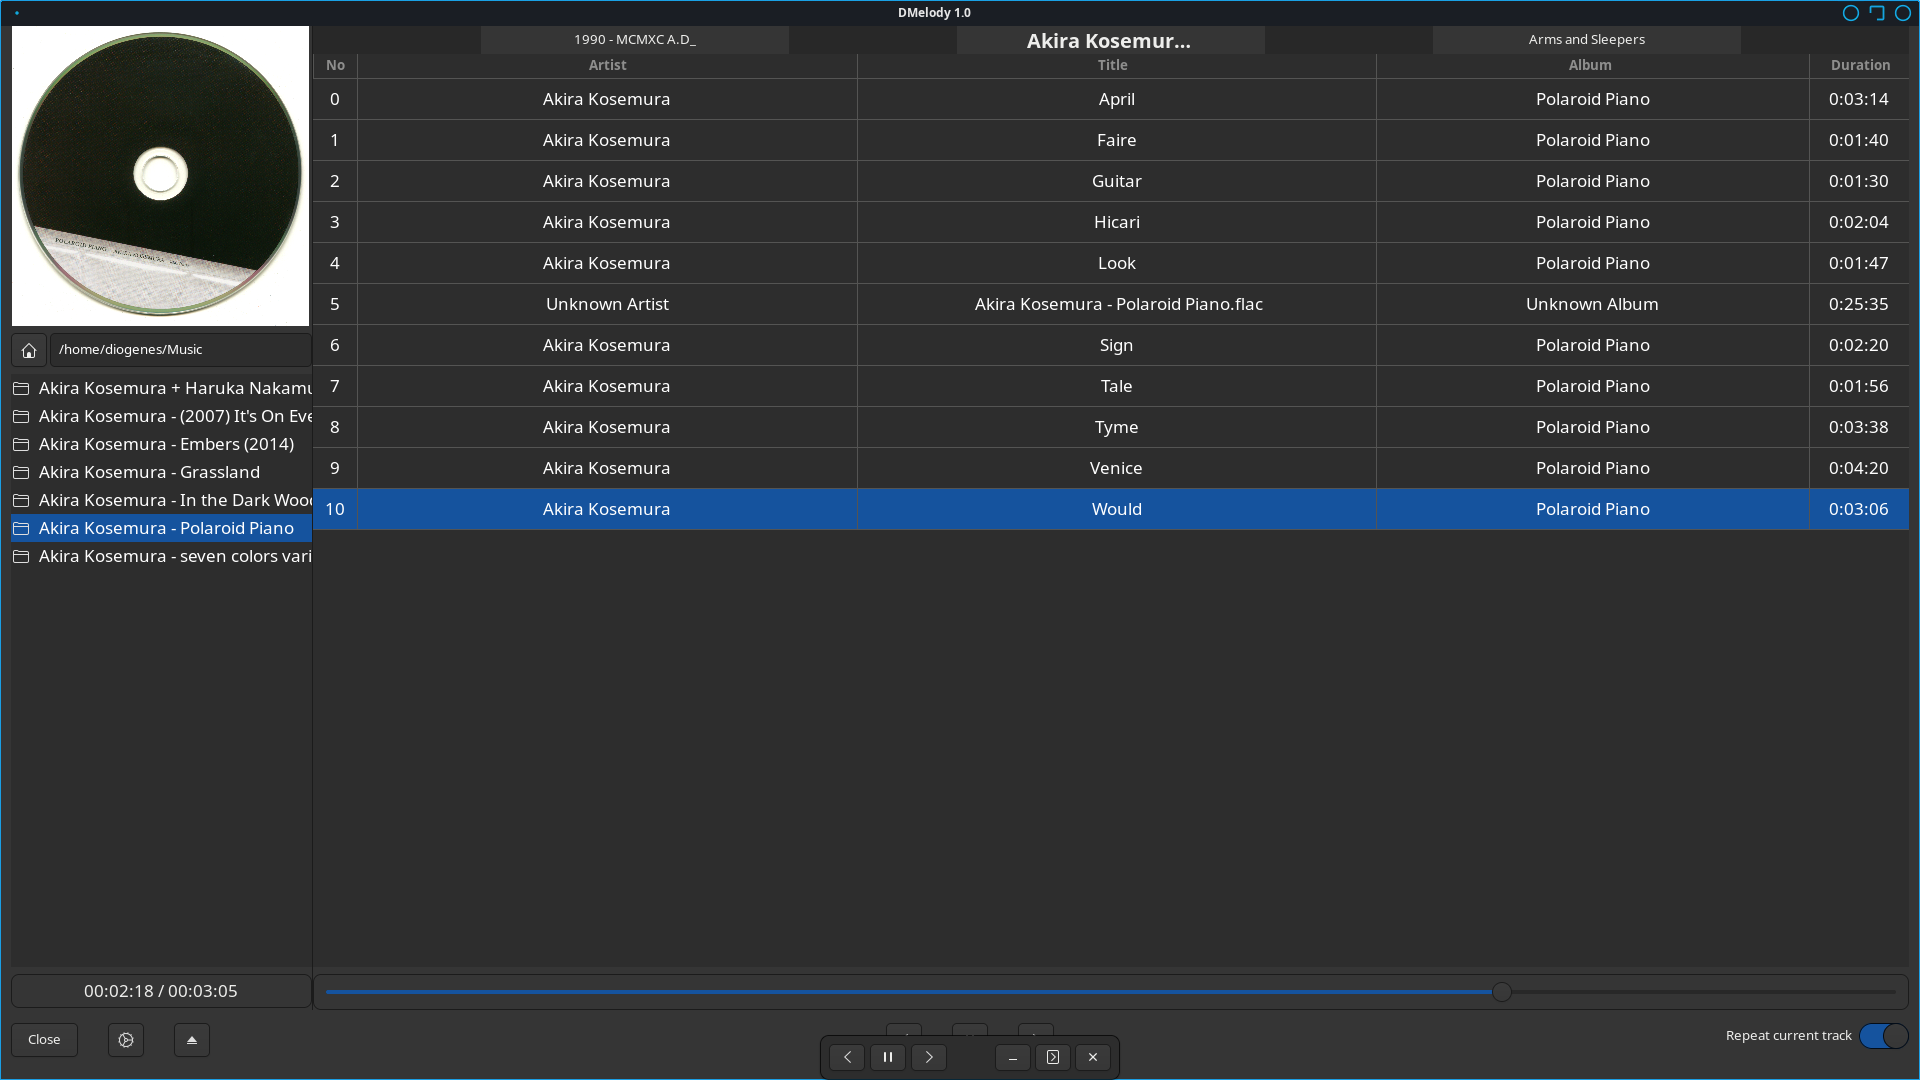 DMelody 1.0
1990 - MCMXC A.D_
Akira Kosemur...
Arms and Sleepers
No Artist Title Album Duration
0 Akira Kosemura April Polaroid Piano 0:03:14
1 Akira Kosemura Faire Polaroid Piano 0:01:40
2 Akira Kosemura Guitar Polaroid Piano 0:01:30
3 Akira Kosemura Hicari Polaroid Piano 0:02:04
4 Akira Kosemura Look Polaroid Piano 0:01:47
5 Unknown Artist Akira Kosemura - Polaroid Piano.flac Unknown Album 0:25:35
6 Akira Kosemura Sign Polaroid Piano 0:02:20
7 Akira Kosemura Tale Polaroid Piano 0:01:56
8 Akira Kosemura Tyme Polaroid Piano 0:03:38
9 Akira Kosemura Venice Polaroid Piano 0:04:20
10 Akira Kosemura Would Polaroid Piano 0:03:06
POLAROID PIANO
/home/diogenes/Music
Akira Kosemura + Haruka Nakamu
Akira Kosemura - (2007) It's On Eve
Akira Kosemura - Embers (2014)
Akira Kosemura - Grassland
Akira Kosemura - In the Dark Wood
Akira Kosemura - Polaroid Piano
Akira Kosemura - seven colors vari
00:02:18 / 00:03:05
Close
Repeat current track